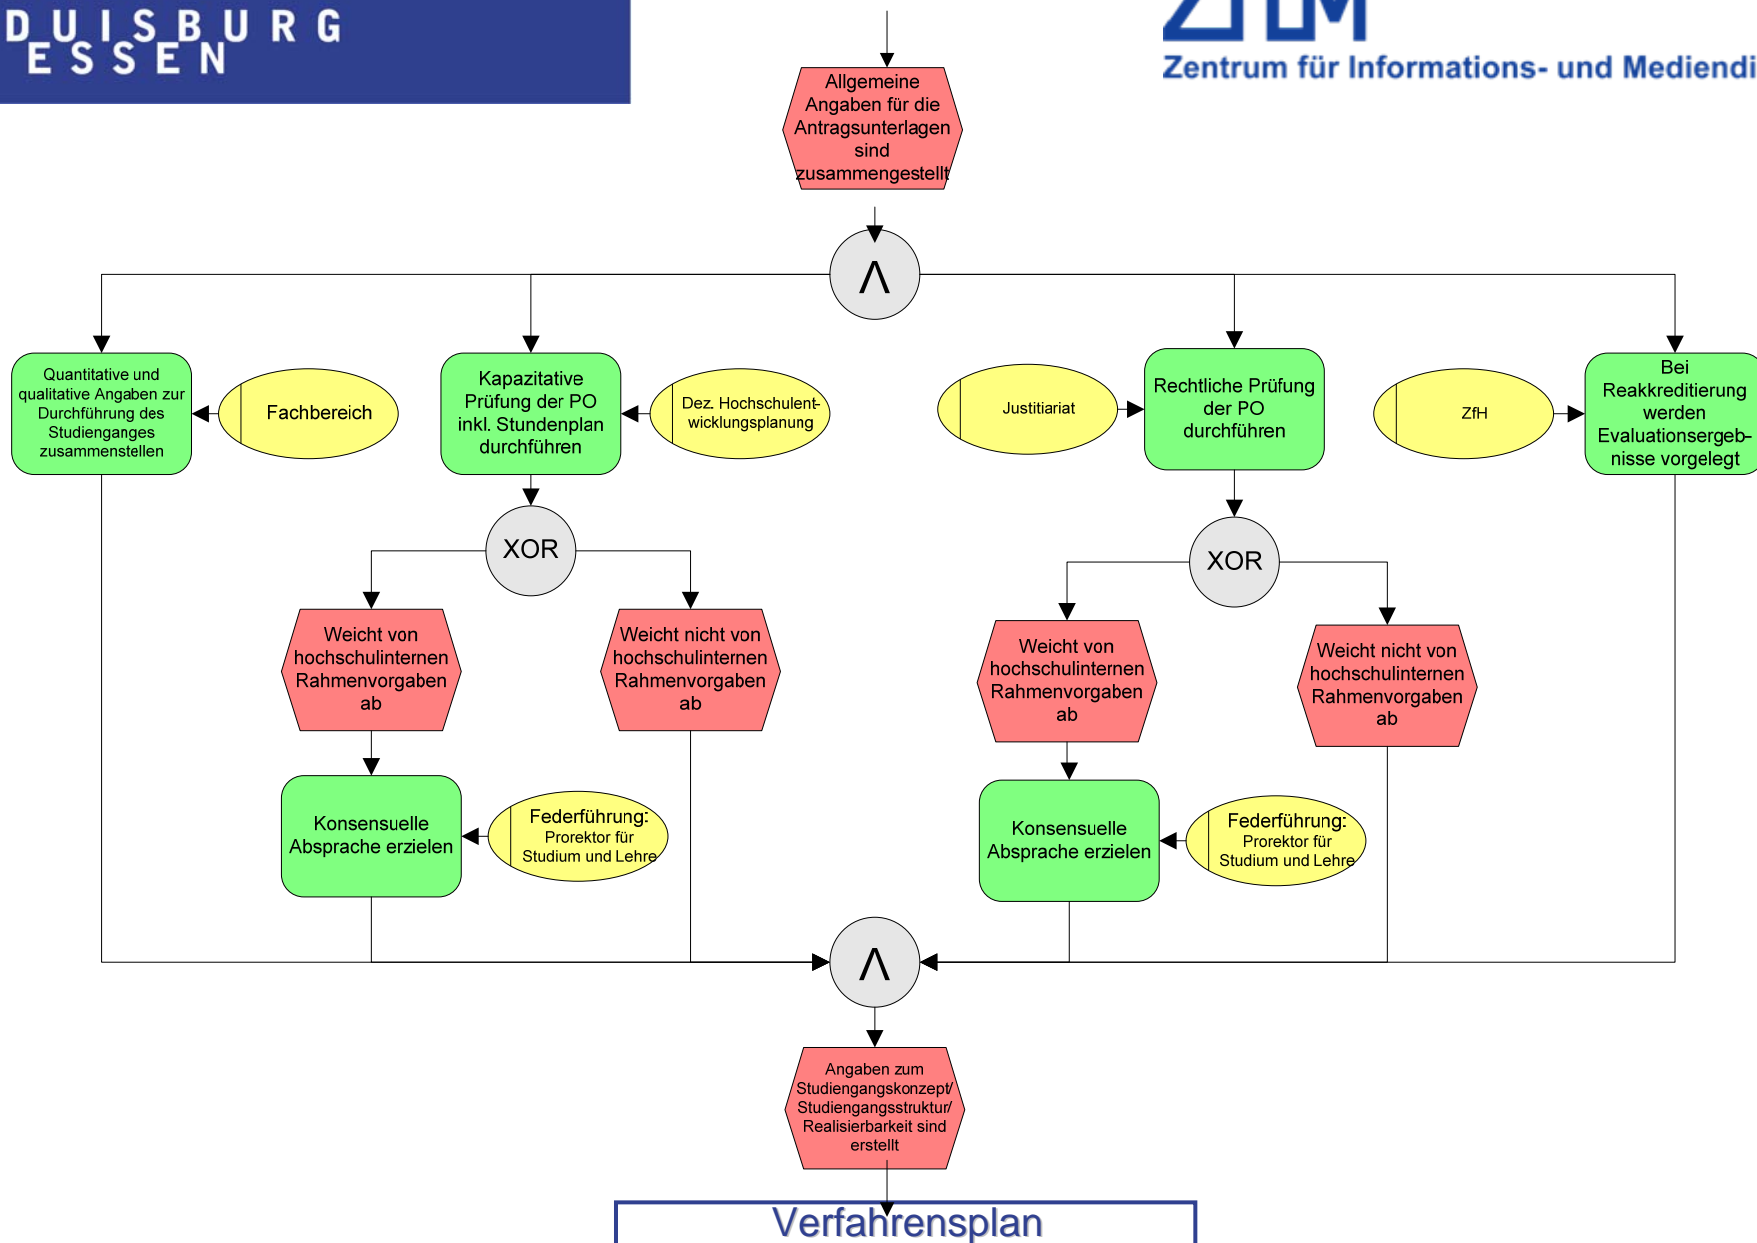 DUISBURG
ESSEN
Zentrum für Informations- und Mediendi
Allgemeine
Angaben für die
Antragsunterlagen
sind
zusammengestellt
Λ
Quantitative und
qualitative Angaben zur
Durchführung des
Studienganges
zusammenstellen
Fachbereich
Kapazitative
Prüfung der PO
inkl. Stundenplan
durchführen
Dez. Hochschulent-
wicklungsplanung
Justitiariat
Rechtliche Prüfung
der PO
durchführen
ZfH
Bei
Reakkreditierung
werden
Evaluationsergeb-
nisse vorgelegt
XOR
XOR
Weicht von
hochschulinternen
Rahmenvorgaben
ab
Weicht nicht von
hochschulinternen
Rahmenvorgaben
ab
Weicht von
hochschulinternen
Rahmenvorgaben
ab
Weicht nicht von
hochschulinternen
Rahmenvorgaben
ab
Konsensuelle
Absprache erzielen
Federführung:
Prorektor für
Studium und Lehre
Konsensuelle
Absprache erzielen
Federführung:
Prorektor für
Studium und Lehre
Λ
Angaben zum
Studiengangskonzept/
Studiengangsstruktur/
Realisierbarkeit sind
erstellt
Verfahrensplan